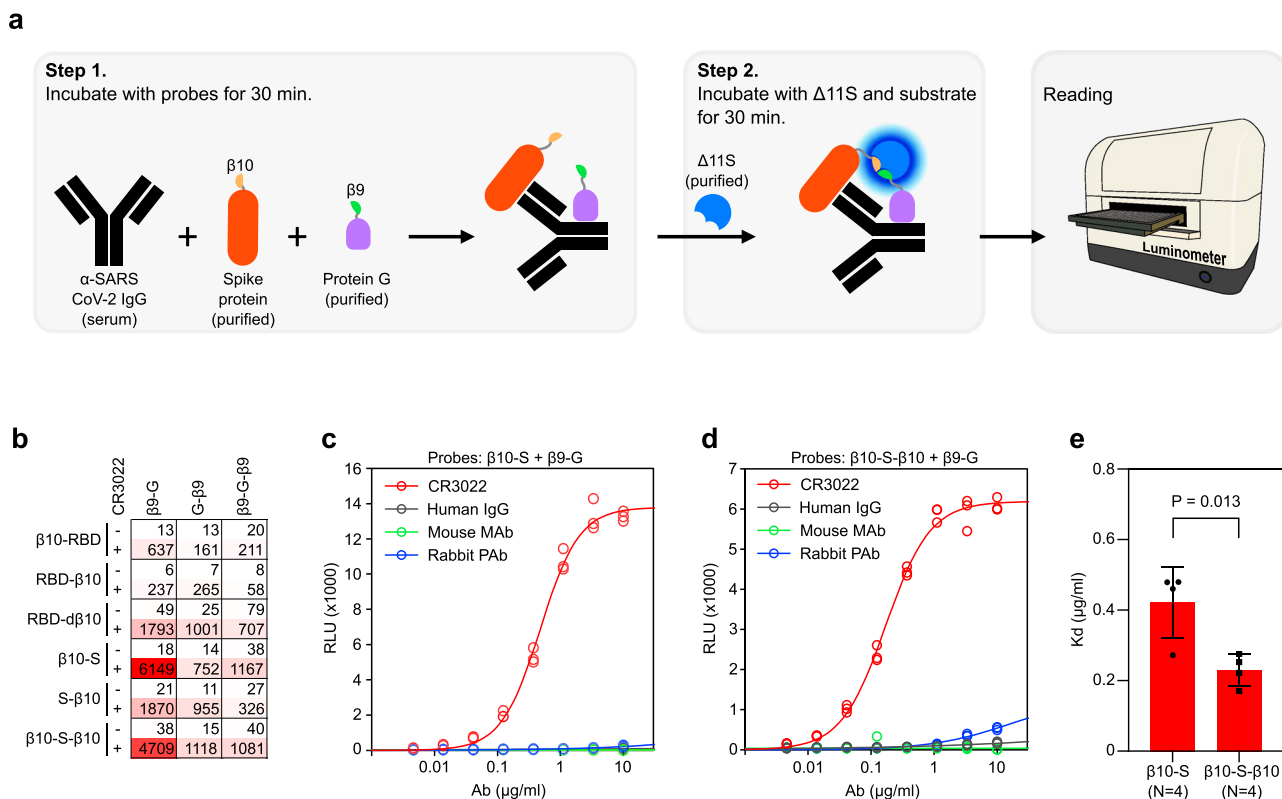 a
Step 1.
Incubate with probes for 30 min.
β10
β9
α-SARS
CoV-2 IgG
(serum)
Spike
protein
(purified)
Protein G
(purified)
Step 2.
Incubate with Δ11S and substrate
for 30 min.
Δ11S
(purified)
Reading
Luminometer
b
CR3022 β9-G G-β9 β9-G-β9
β10-RBD
- 13 13 20
+ 637 161 211
RBD-β10
- 6 7 8
+ 237 265 58
RBD-dβ10
- 49 25 79
+ 1793 1001 707
β10-S
- 18 14 38
+ 6149 752 1167
S-β10
- 21 11 27
+ 1870 955 326
β10-S-β10
- 38 15 40
+ 4709 1118 1081
c
Probes: β10-S + β9-G
CR3022
Human IgG
Mouse MAb
Rabbit PAb
RLU (x1000)
16
14
12
10
8
6
4
2
0
0.01 0.1 1 10
Ab (µg/ml)
d
Probes: β10-S-β10 + β9-G
CR3022
Human IgG
Mouse MAb
Rabbit PAb
RLU (x1000)
7
6
5
4
3
2
1
0
0.01 0.1 1 10
Ab (µg/ml)
e
P = 0.013
Kd (µg/ml)
0.8
0.6
0.4
0.2
0
β10-S
(N=4)
β10-S-β10
(N=4)